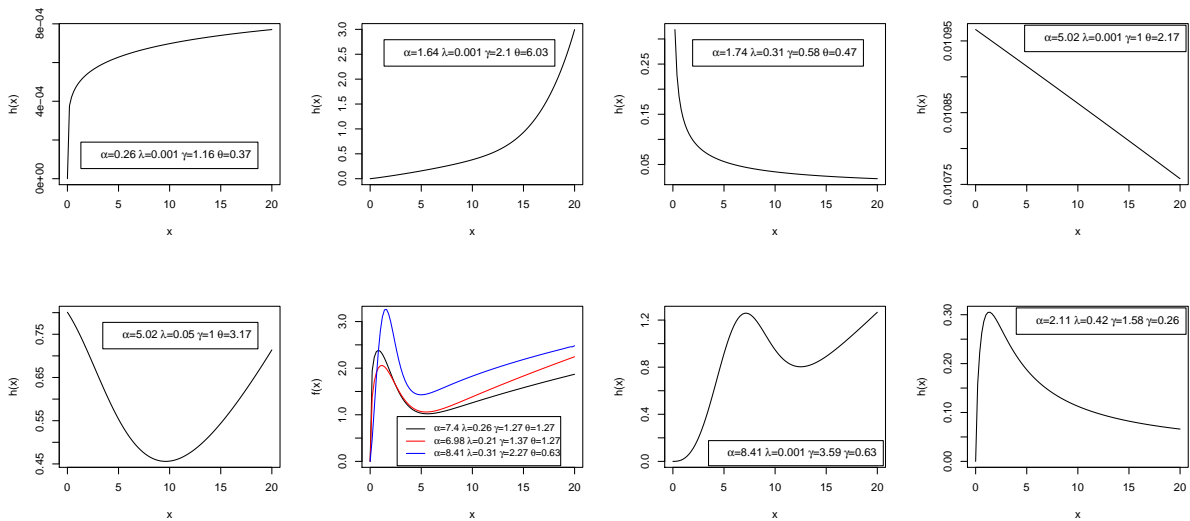 h(x)
0e+00 4e−04 8e−04
α=0.26 λ=0.001 γ=1.16 θ=0.37
0 5 10 15 20
x
h(x)
0.0 0.5 1.0 1.5 2.0 2.5 3.0
α=1.64 λ=0.001 γ=2.1 θ=6.03
0 5 10 15 20
x
h(x)
0.05 0.15 0.25
α=1.74 λ=0.31 γ=0.58 θ=0.47
0 5 10 15 20
x
h(x)
0.01075 0.01085 0.01095
α=5.02 λ=0.001 γ=1 θ=2.17
0 5 10 15 20
x
h(x)
0.45 0.55 0.65 0.75
α=5.02 λ=0.05 γ=1 θ=3.17
0 5 10 15 20
x
f(x)
0.0 1.0 2.0 3.0
α=7.4 λ=0.26 γ=1.27 θ=1.27
α=6.98 λ=0.21 γ=1.37 θ=1.27
α=8.41 λ=0.31 γ=2.27 θ=0.63
0 5 10 15 20
x
h(x)
0.0 0.4 0.8 1.2
α=8.41 λ=0.001 γ=3.59 γ=0.63
0 5 10 15 20
x
h(x)
0.00 0.10 0.20 0.30
α=2.11 λ=0.42 γ=1.58 γ=0.26
0 5 10 15 20
x